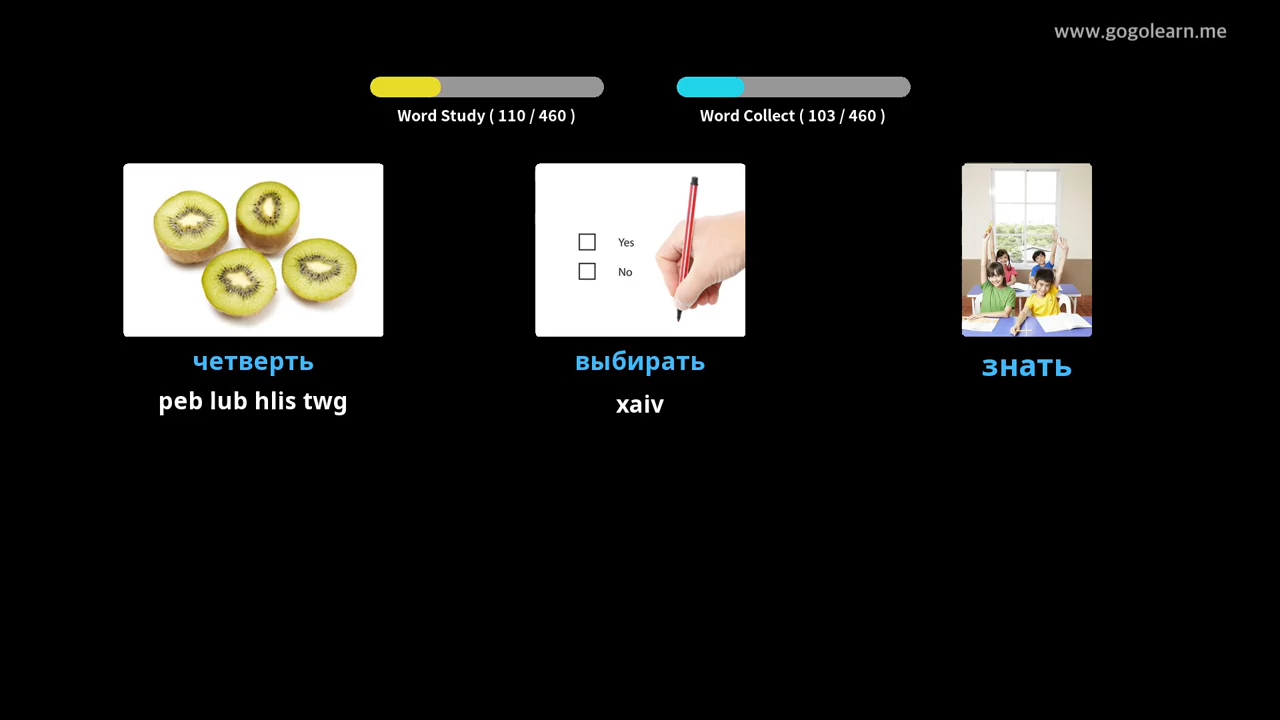 www.gogolearn.me
Word Study ( 110 / 460 )
Word Collect ( 103 / 460 )
Yes
No
четверть
выбирать
знать
peb lub hlis twg
xaiv